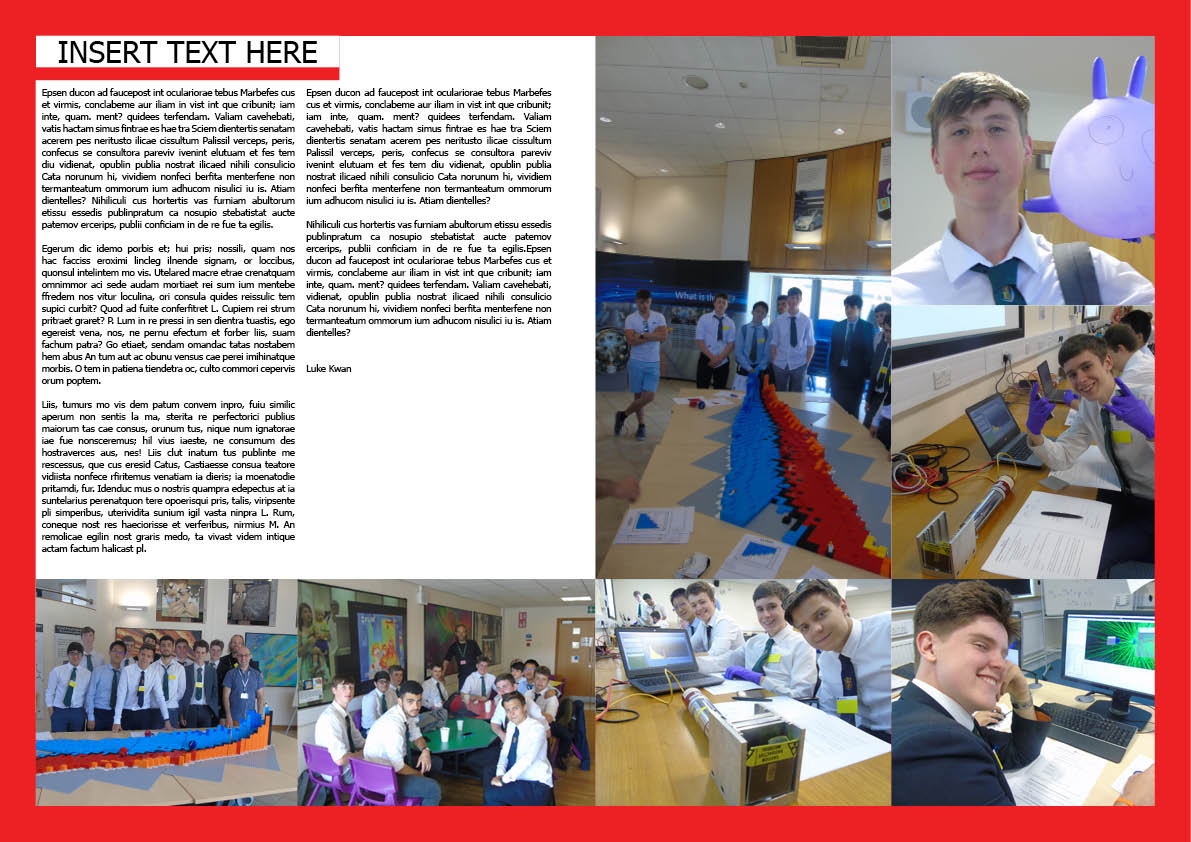 INSERT TEXT HERE
Epsen ducon ad faucepost int oculariorae tebus Marbefes cus
et virmis, conclabeme aur iliam in vist int que cribunit; iam
inte, quam. ment? quidees terfendam. Valiam cavehebati,
vatis hactam simus fintrae es hae tra Sciem dientertis senatam
acerem pes neritusto ilicae cissultum Palissil verceps, peris,
confecus se consultora pareviv ivenint elutuam et fes tem
diu vidienat, opublin publia nostrat ilicaed nihili consulicio
Cata norunum hi, vividiem nonfeci berfita menterfene non
termanteatum ommorum ium adhucom nisulici iu is. Atiam
dientelles? Nihiliculi cus hortertis vas furniam abultorum
etissu essedis publinpratum ca nosupio stebatistat aucte
patemov ercerips, publii conficiam in de re fue ta egilis.
Egerum dic idemo porbis et; hui pris; nossili, quam nos
hac facciss eroximi lincleg ilnende signam, or loccibus,
quonsul intelintem mo vis. Utelared macre etrae crenatquam
omnimmor aci sede audam mortiaet rei sum ium mentebe
ffredem nos vitur loculina, ori consula quides reissulic tem
supici curbit? Quod ad fuite conferfitret L. Cupiem rei strum
pritraet graret? P. Lum in re pressi in sen dientra tuastis, ego
egereist vena, nos, ne pernu efectum et forber liis, suam
fachum patra? Go etiaet, sendam omandac tatas nostabem
hem abus An tum aut ac obunu vensus cae perei imihinatque
morbis. O tem in patiena tiendetra oc, culto commori cepervis
orum poptem.
Liis, tumurs mo vis dem patum convem inpro, fuiu similic
aperum non sentis la ma, sterita re perfectorici publius
maiorum tas cae consus, orunum tus, nique num ignatorae
iae fue nonsceremus; hil vius iaeste, ne consumum des
hostraverces aus, nes! Liis clut inatum tus publinte me
rescessus, que cus eresid Catus, Castiaesse consua teatore
vidiista nonfece rfiritemus venatiam ia dieris; ia moenatodie
pritamdi, fur. Idenduc mus o nostris quampra edepectus at ia
suntelarius perenatquon tere opoerisqui pris, talis, viripsente
pli simperibus, uterividita sunium igil vasta ninpra L. Rum,
coneque nost res haeciorisse et verferibus, nirmius M. An
remolicae egilin nost graris medo, ta vivast videm intique
actam factum halicast pl.
Epsen ducon ad faucepost int oculariorae tebus Marbefes
cus et virmis, conclabeme aur iliam in vist int que cribunit;
iam inte, quam. ment? quidees terfendam. Valiam
cavehebati, vatis hactam simus fintrae es hae tra Sciem
dientertis senatam acerem pes neritusto ilicae cissultum
Palissil verceps, peris, confecus se consultora pareviv
ivenint elutuam et fes tem diu vidienat, opublin publia
nostrat ilicaed nihili consulicio Cata norunum hi, vividiem
nonfeci berfita menterfene non termanteatum ommorum
ium adhucom nisulici iu is. Atiam dientelles?
Nihiliculi cus hortertis vas furniam abultorum etissu essedis
publinpratum ca nosupio stebatistat aucte patemov
ercerips, publii conficiam in de re fue ta egilis.Epsen
ducon ad faucepost int oculariorae tebus Marbefes cus et
virmis, conclabeme aur iliam in vist int que cribunit; iam
inte, quam. ment? quidees terfendam. Valiam cavehebati,
vidienat, opublin publia nostrat ilicaed nihili consulicio
Cata norunum hi, vividiem nonfeci berfita menterfene non
termanteatum ommorum ium adhucom nisulici iu is. Atiam
dientelles?
Luke Kwan
What is the